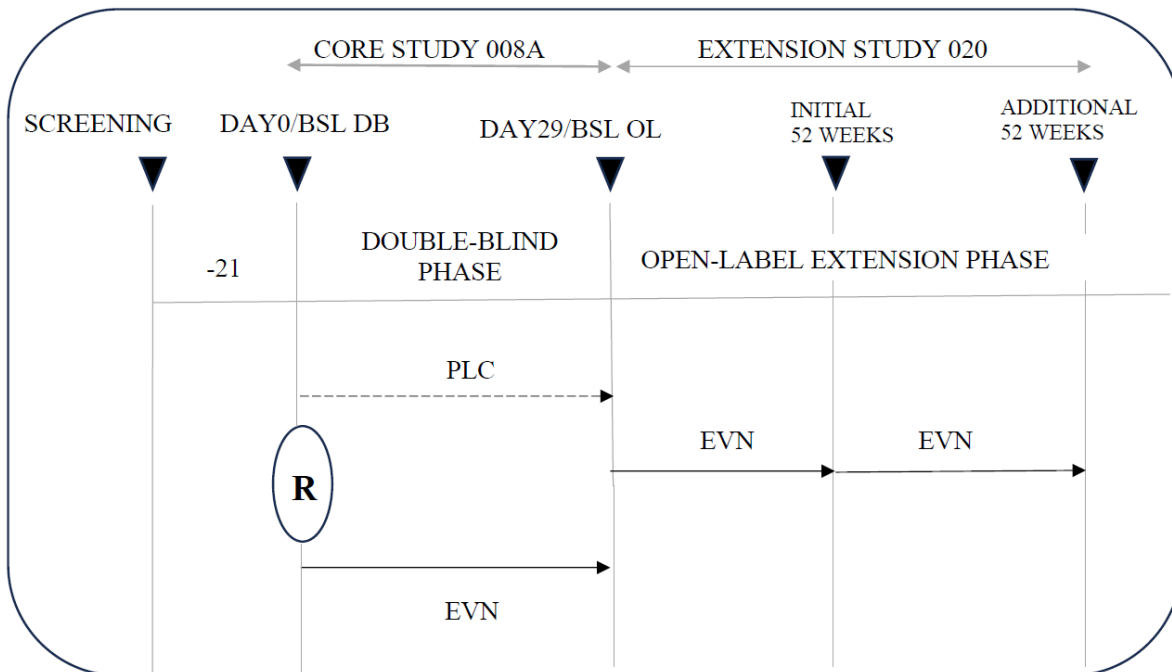 CORE STUDY 008A
EXTENSION STUDY 020
SCREENING
DAY0/BSL DB
DAY29/BSL OL
INITIAL
52 WEEKS
ADDITIONAL
52 WEEKS
-21
DOUBLE-BLIND
PHASE
OPEN-LABEL EXTENSION PHASE
PLC
EVN
EVN
R
EVN